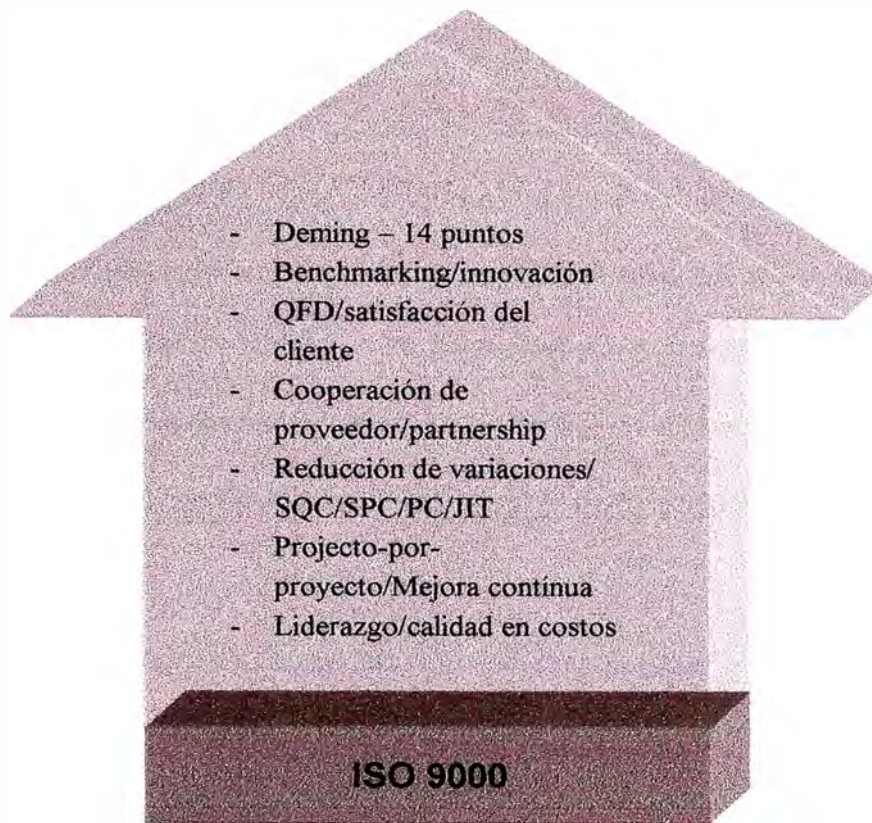 - Deming – 14 puntos
- Benchmarking/innovación
- QFD/satisfacción del
cliente
- Cooperación de
proveedor/partnership
- Reducción de variaciones/
SQC/SPC/PC/JIT
- Projecto-por-
proyecto/Mejora contínua
- Liderazgo/calidad en costos
ISO 9000